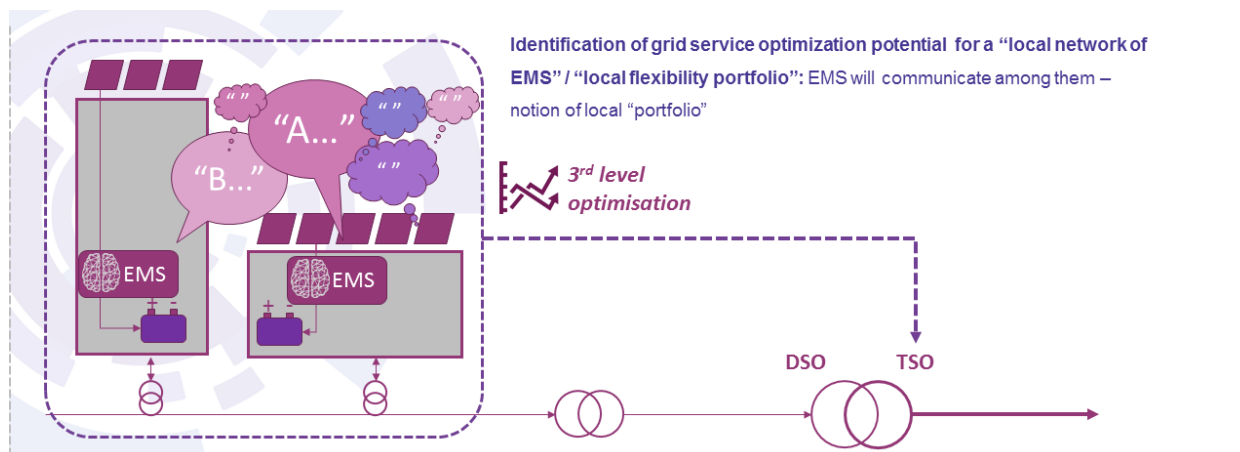 Identification of grid service optimization potential for a “local network of
EMS” / “local flexibility portfolio”: EMS will communicate among them –
notion of local “portfolio”
“ ”
“A...”
“ ”
“ ”
“B...”
“ ”
3rd level
optimisation
EMS
EMS
+ -
+ -
DSO
TSO